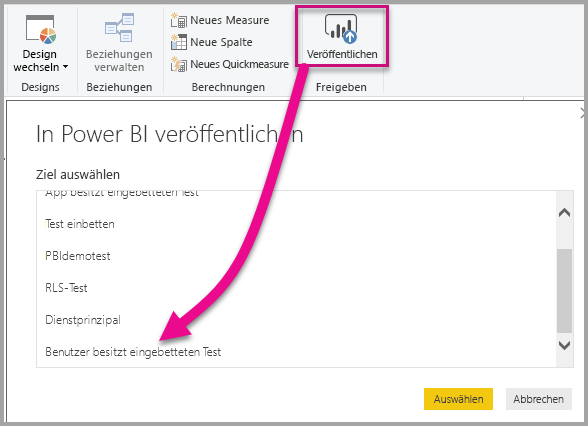 Neues Measure
Neue Spalte
Neues Quickmeasure
Design
wechseln
Beziehungen
verwalten
Veröffentlichen
Designs
Beziehungen
Berechnungen
Freigeben
In Power BI veröffentlichen
Ziel auswählen
App besitzt eingebetteten Test
Test einbetten
PBIdemotest
RLS-Test
Dienstprinzipal
Benutzer besitzt eingebetteten Test
Auswählen
Abbrechen